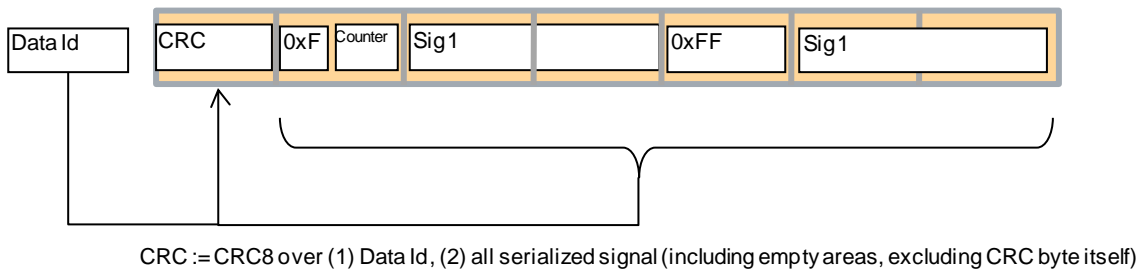 Data Id
CRC
0xF
Counter
Sig1
0xFF
Sig1
CRC := CRC8 over (1) Data Id, (2) all serialized signal (including empty areas, excluding CRC byte itself)